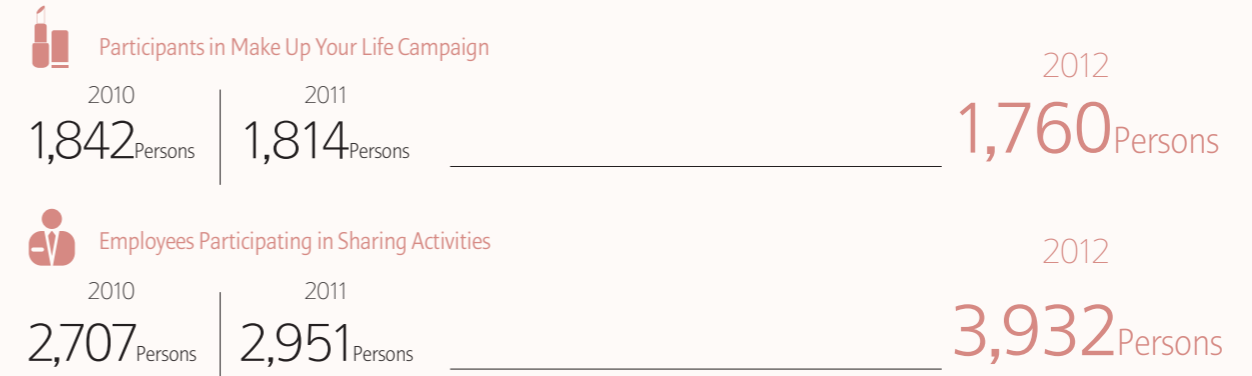 Participants in Make Up Your Life Campaign
2010
1,842Persons
2011
1,814Persons
2012
1,760Persons
Employees Participating in Sharing Activities
2010
2,707Persons
2011
2,951Persons
2012
3,932Persons